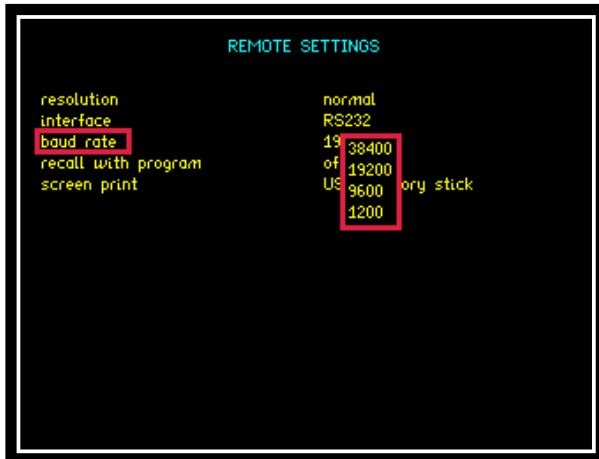 REMOTE SETTINGS
resolution normal
interface RS232
baud rate 19
38400
recall with program of
19200
screen print US ory stick
9600
1200